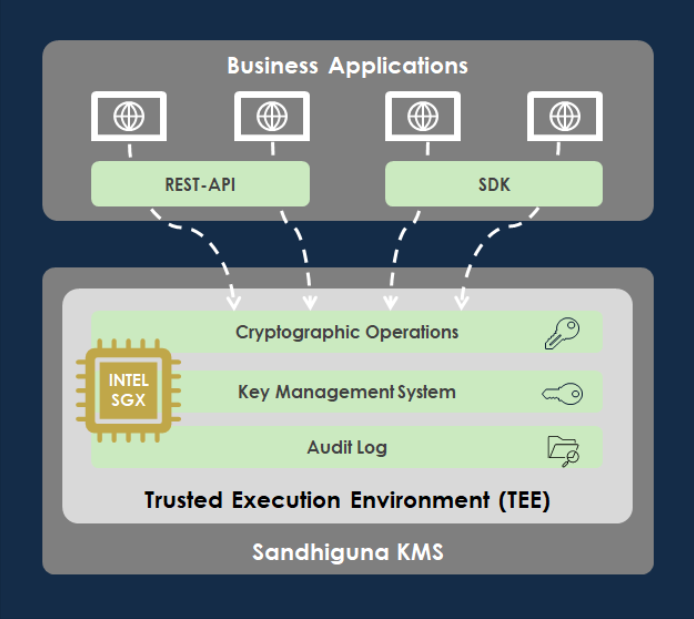 Business Applications
REST-API
SDK
Cryptographic Operations
INTEL
SGX
Key Management System
Audit Log
Trusted Execution Environment (TEE)
Sandhiguna KMS